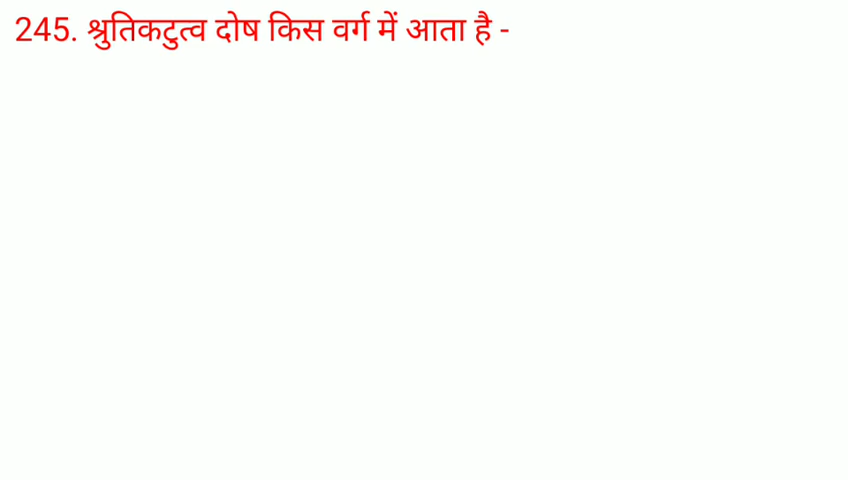 245. श्रुतिकटुत्व दोष किस वर्ग में आता है -